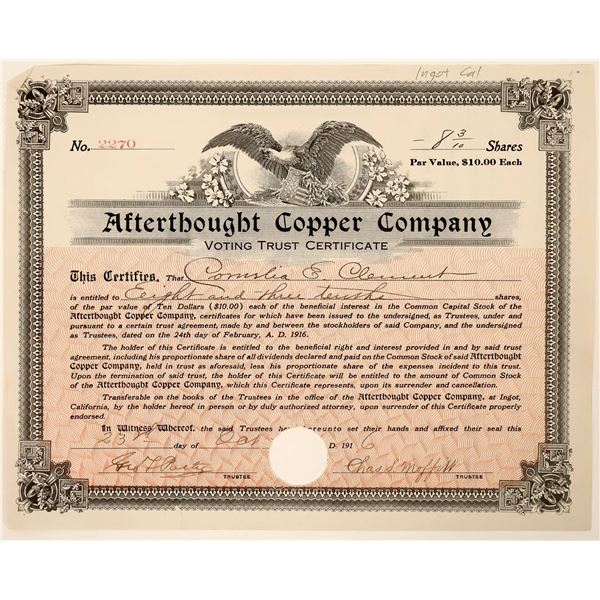 Ingot Cal
No. 2270
8 3/10 Shares
Par Value, $10.00 Each
Afterthought Copper Company
VOTING TRUST CERTIFICATE
This Certifies, That Cornelia E. Clement
is entitled to Eeight and three tenths shares,
of the par value of Ten Dollars ($10.00) each of the beneficial interest in the Common Capital Stock of the
Afterthought Copper Company, certificates for which have been issued to the undersigned, as Trustees, under and
pursuant to a certain trust agreement, made by and between the stockholders of said Company, and the undersigned
as Trustees, dated on the 24th day of February, A. D. 1916.
The holder of this Certificate is entitled to the beneficial right and interest provided in and by said trust
agreement, including his proportionate share of all dividends declared and paid on the Common Stock of said Afterthought
Copper Company, held in trust as aforesaid, less his proportionate share of the expenses incident to this trust.
Upon the termination of said trust, the holder of this Certificate will be entitled to the amount of Common Stock
of the Afterthought Copper Company, which this Certificate represents, upon its surrender and cancellation.
Transferable on the books of the Trustees in the office of the Afterthought Copper Company, at Ingot,
California, by the holder hereof in person or by duly authorized attorney, upon surrender of this Certificate properly
endorsed.
In Witness Whereof, the said Trustees have hereunto set their hands and affixed their seal this
23rd day of D. 1916
Chas S Moffitt
TRUSTEE TRUSTEE